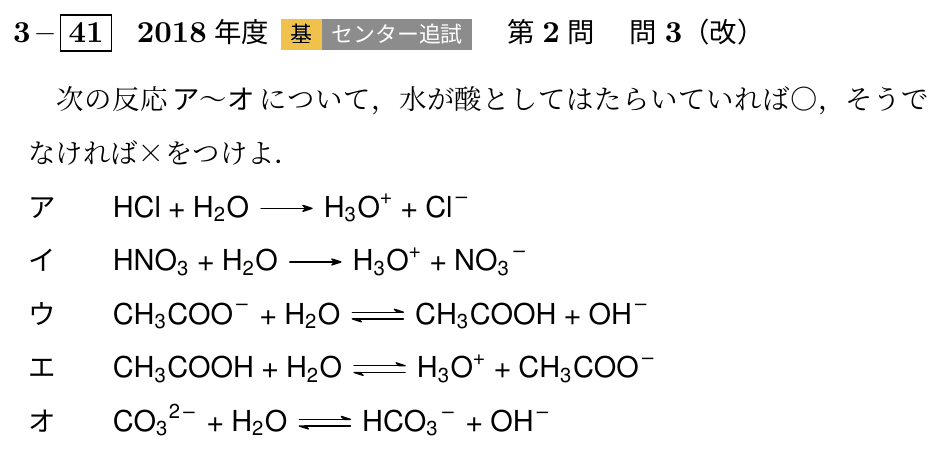 3－41 2018 年度 基 センター追試 第 2 問 問 3（改）
次の反応ア〜オについて，水が酸としてはたらいていれば○，そうで
なければ×をつけよ．
ア HCl + H₂O ⟶ H₃O⁺ + Cl⁻
イ HNO₃ + H₂O ⟶ H₃O⁺ + NO₃⁻
ウ CH₃COO⁻ + H₂O ⇌ CH₃COOH + OH⁻
エ CH₃COOH + H₂O ⇌ H₃O⁺ + CH₃COO⁻
オ CO₃²⁻ + H₂O ⇌ HCO₃⁻ + OH⁻